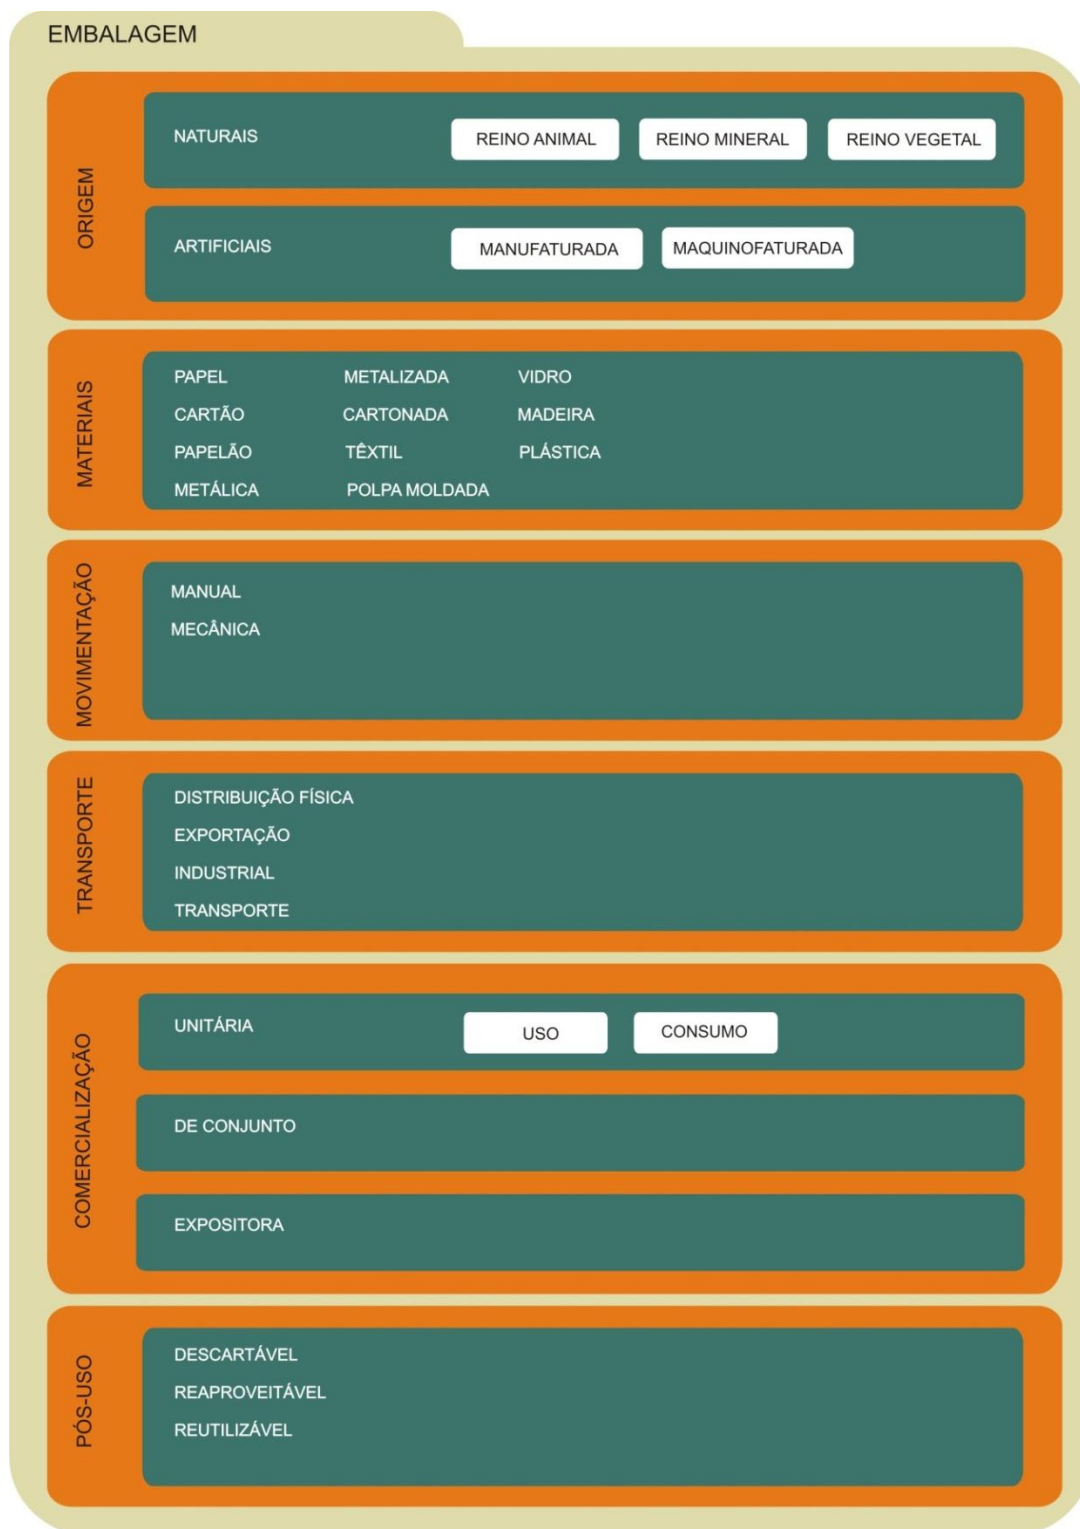 EMBALAGEM
ORIGEM
NATURAIS
REINO ANIMAL
REINO MINERAL
REINO VEGETAL
ARTIFICIAIS
MANUFATURADA
MAQUINOFATURADA
MATERIAIS
PAPEL METALIZADA VIDRO
CARTÃO CARTONADA MADEIRA
PAPELÃO TÊXTIL PLÁSTICA
METÁLICA POLPA MOLDADA
MOVIMENTAÇÃO
MANUAL
MECÂNICA
TRANSPORTE
DISTRIBUIÇÃO FÍSICA
EXPORTAÇÃO
INDUSTRIAL
TRANSPORTE
COMERCIALIZAÇÃO
UNITÁRIA
USO
CONSUMO
DE CONJUNTO
EXPOSITORA
PÓS-USO
DESCARTÁVEL
REAPROVEITÁVEL
REUTILIZÁVEL